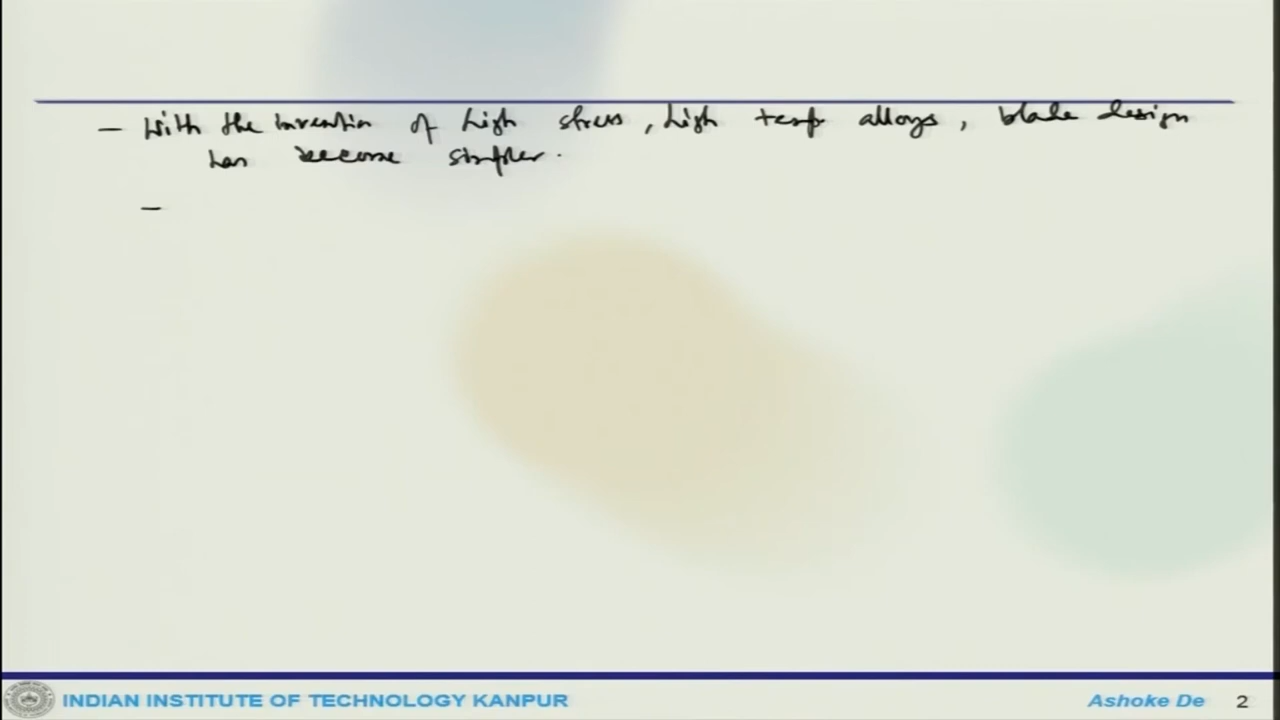 — With the invention of high stress, high temp alloys, blade design
has become simpler.
—
INDIAN INSTITUTE OF TECHNOLOGY KANPUR
Ashoke De 2